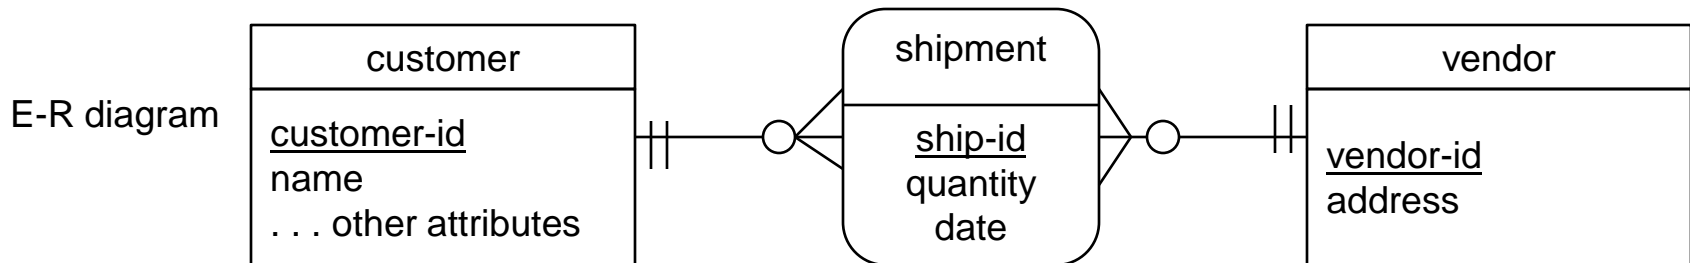 E-R diagram
customer
customer-id
name
. . . other attributes
shipment
ship-id
quantity
date
vendor
vendor-id
address